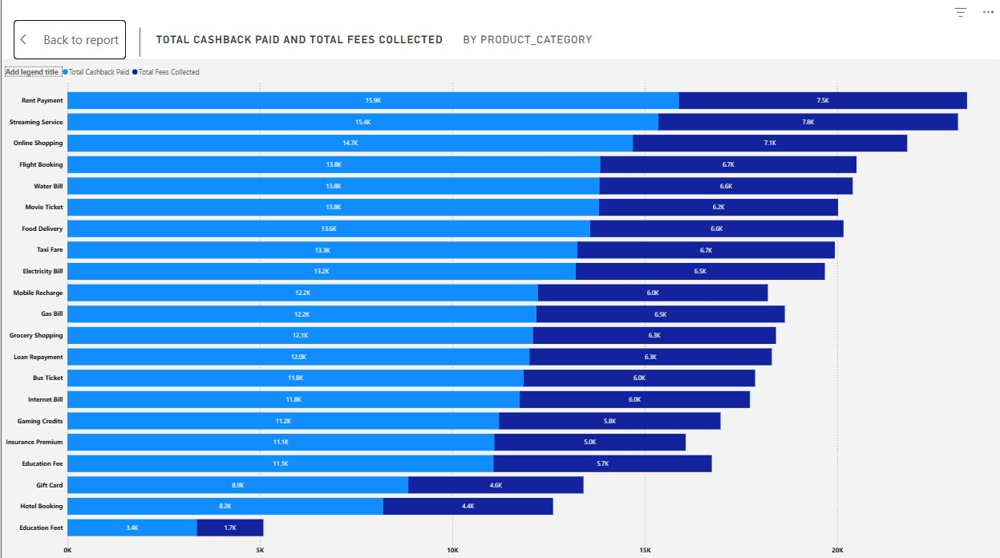 Back to report
TOTAL CASHBACK PAID AND TOTAL FEES COLLECTED BY PRODUCT_CATEGORY
Add legend title Total Cashback Paid Total Fees Collected
Rent Payment 15.9K 7.5K
Streaming Service 15.4K 7.8K
Online Shopping 14.7K 7.1K
Flight Booking 13.8K 6.7K
Water Bill 13.8K 6.6K
Movie Ticket 13.8K 6.2K
Food Delivery 13.6K 6.6K
Taxi Fare 13.3K 6.7K
Electricity Bill 13.2K 6.5K
Mobile Recharge 12.2K 6.0K
Gas Bill 12.2K 6.5K
Grocery Shopping 12.1K 6.3K
Loan Repayment 12.0K 6.3K
Bus Ticket 11.8K 6.0K
Internet Bill 11.8K 6.0K
Gaming Credits 11.2K 5.8K
Insurance Premium 11.1K 5.0K
Education Fee 11.1K 5.7K
Gift Card 8.9K 4.6K
Hotel Booking 8.2K 4.4K
Education Feet 3.4K 1.7K
0K 5K 10K 15K 20K